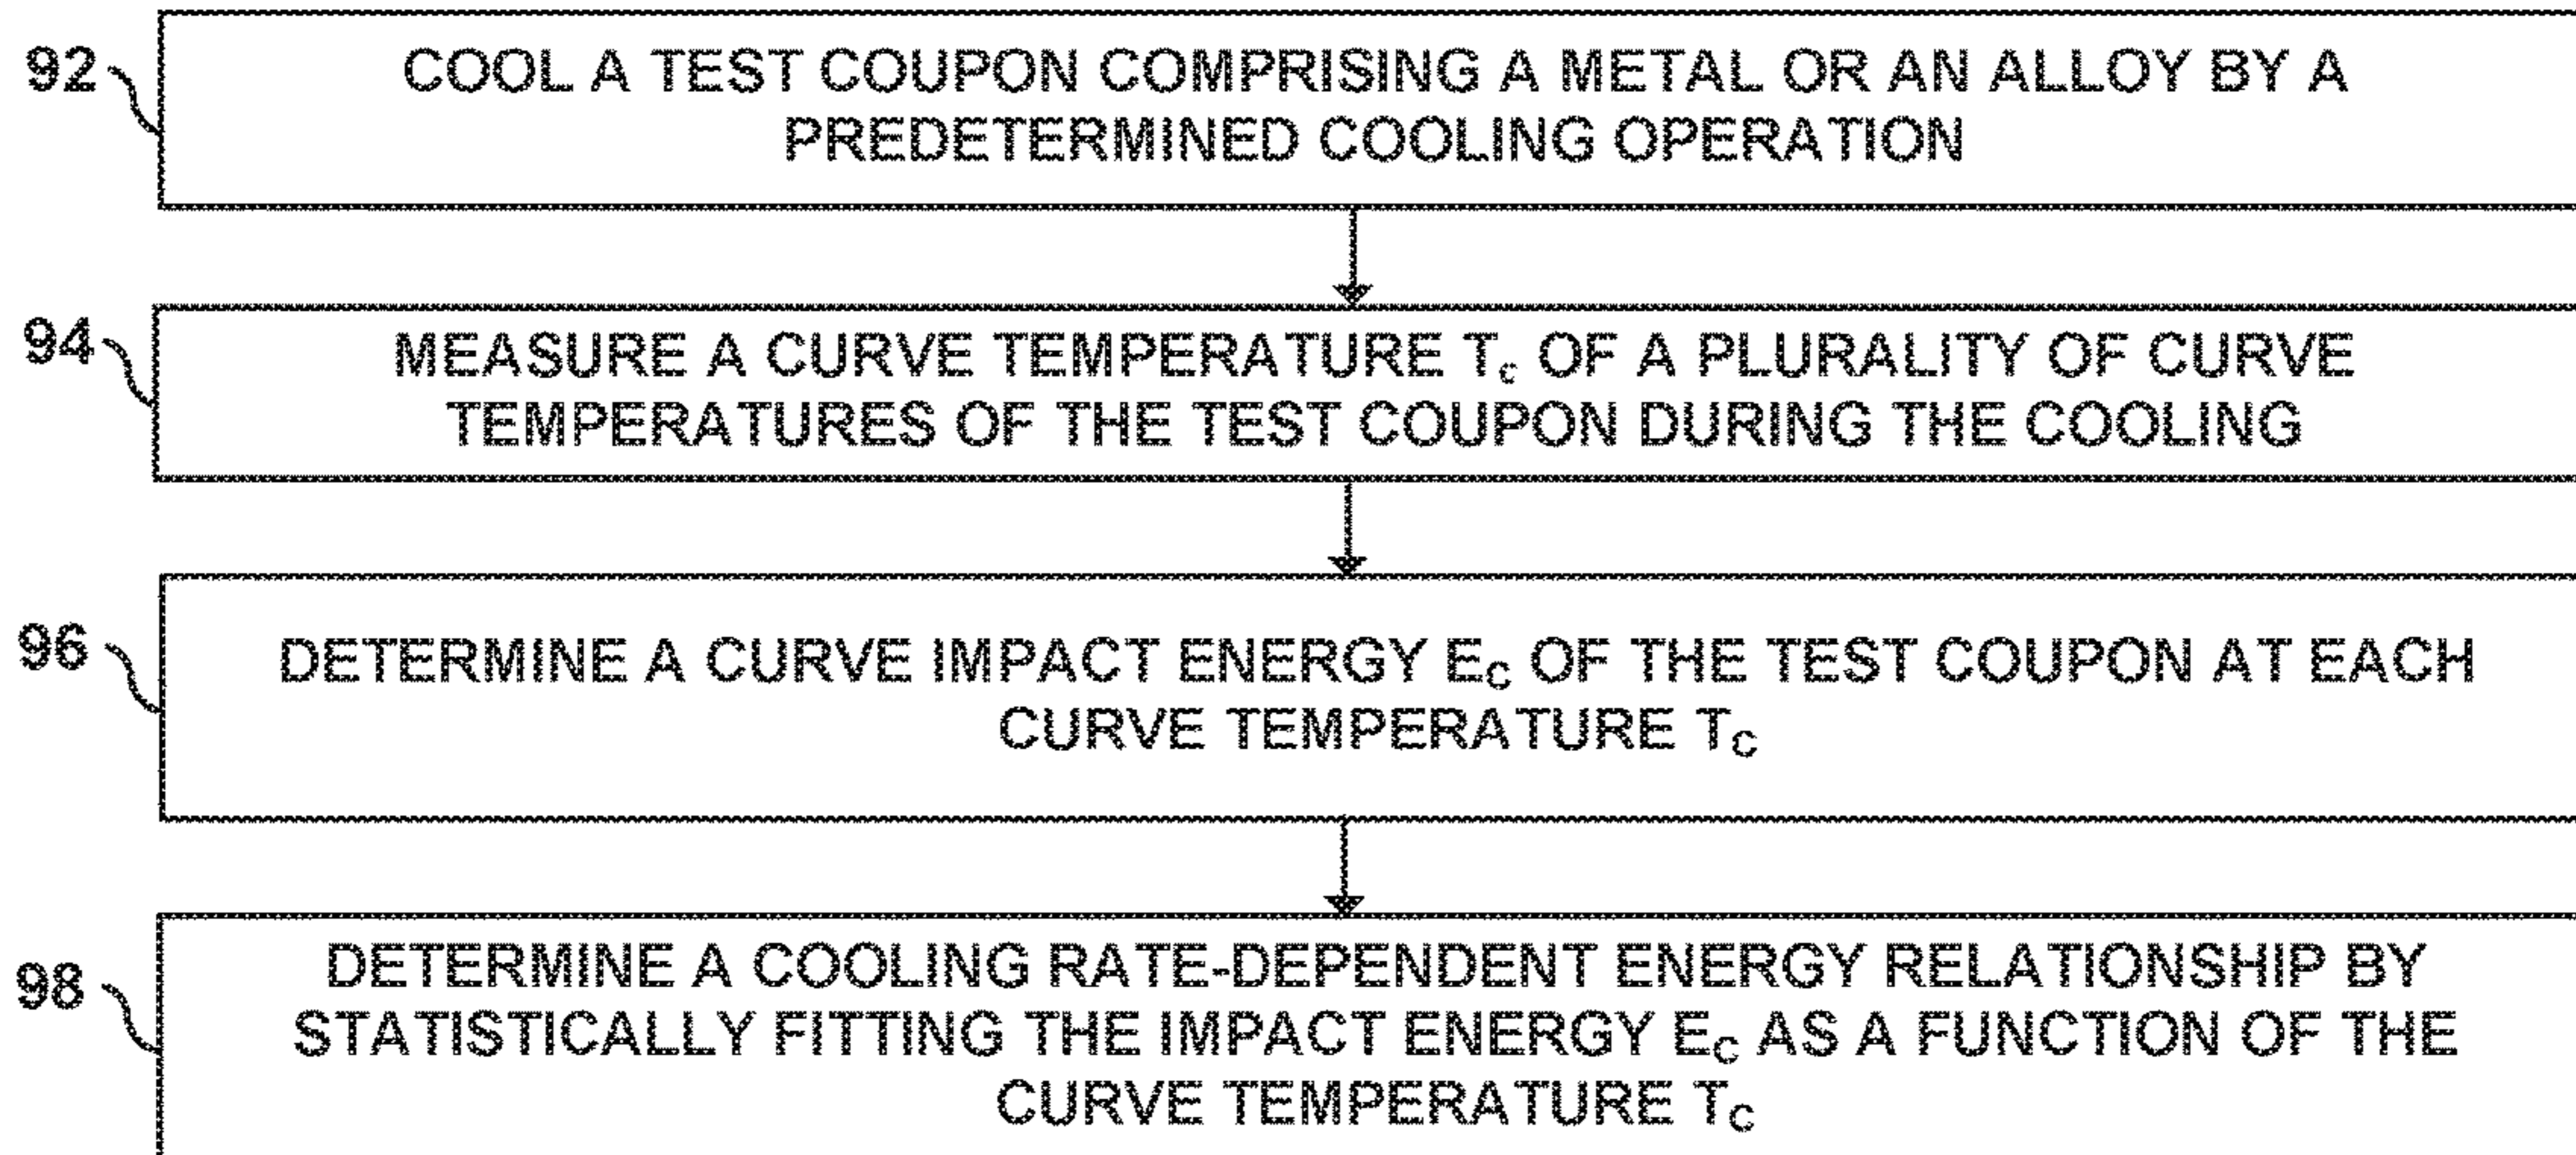 92
COOL A TEST COUPON COMPRISING A METAL OR AN ALLOY BY A
PREDETERMINED COOLING OPERATION
94
MEASURE A CURVE TEMPERATURE Tc OF A PLURALITY OF CURVE
TEMPERATURES OF THE TEST COUPON DURING THE COOLING
96
DETERMINE A CURVE IMPACT ENERGY EC OF THE TEST COUPON AT EACH
CURVE TEMPERATURE TC
98
DETERMINE A COOLING RATE-DEPENDENT ENERGY RELATIONSHIP BY
STATISTICALLY FITTING THE IMPACT ENERGY EC AS A FUNCTION OF THE
CURVE TEMPERATURE TC